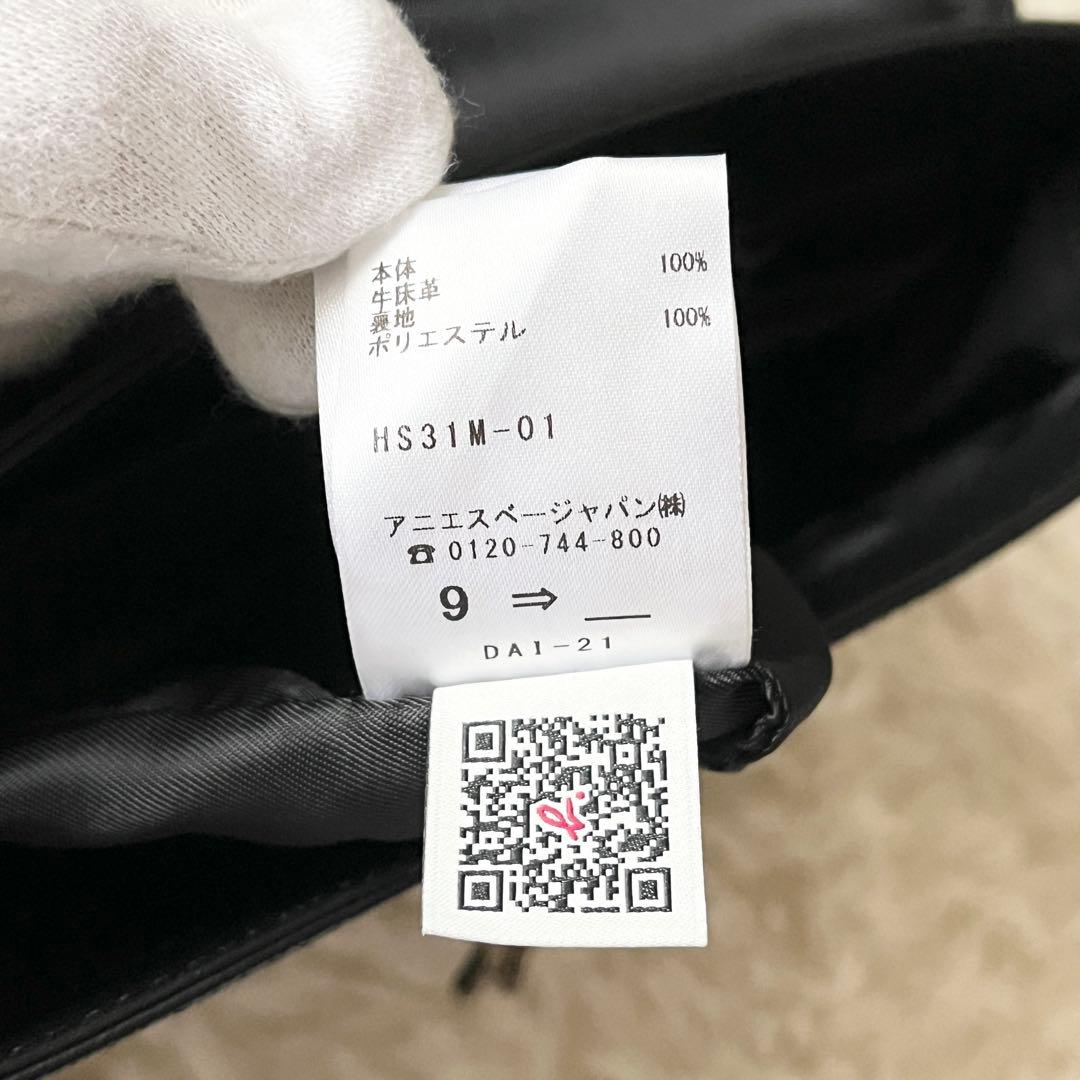 本体 100%
牛床革
裏地 100%
ポリエステル
HS31M-01
アニエスベージャパン㈱
☎ 0120-744-800
9 ⇒ __
DAI-21
b.